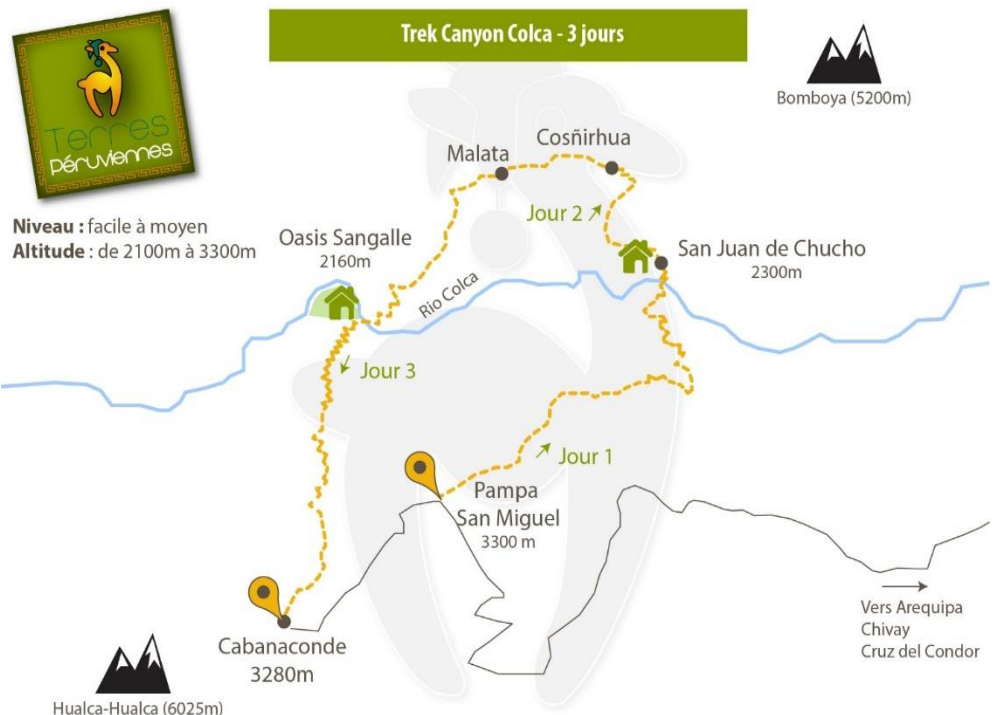 Trek Canyon Colca - 3 jours
Terres
Péruviennes
Bomboya (5200m)
Niveau : facile à moyen
Altitude : de 2100m à 3300m
Malata
Cosñirhua
Jour 2
Oasis Sangalle
2160m
San Juan de Chucho
2300m
Rio Colca
Jour 3
Jour 1
Pampa
San Miguel
3300 m
Cabanaconde
3280m
Vers Arequipa
Chivay
Cruz del Condor
Hualca-Hualca (6025m)